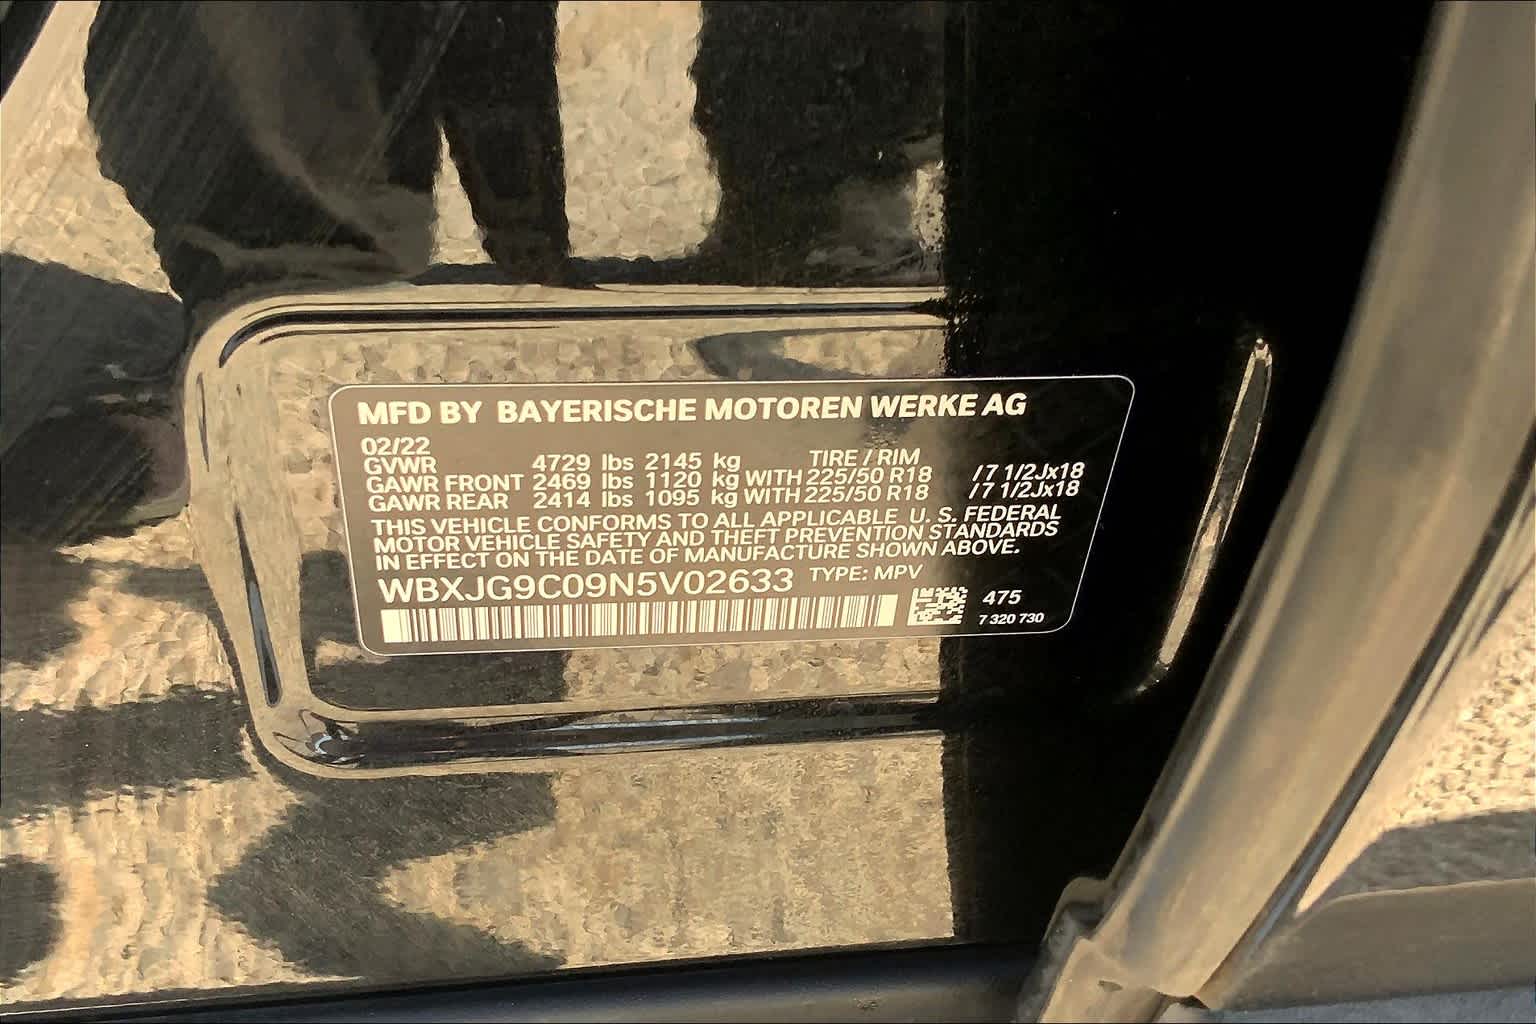 MFD BY BAYERISCHE MOTOREN WERKE AG
02/22
GVWR 4729 lbs 2145 kg TIRE / RIM
GAWR FRONT 2469 lbs 1120 kg WITH 225/50 R18 / 7 1/2Jx18
GAWR REAR 2414 lbs 1095 kg WITH 225/50 R18 / 7 1/2Jx18
THIS VEHICLE CONFORMS TO ALL APPLICABLE U. S. FEDERAL
MOTOR VEHICLE SAFETY AND THEFT PREVENTION STANDARDS
IN EFFECT ON THE DATE OF MANUFACTURE SHOWN ABOVE.
WBXJG9C09N5V02633 TYPE: MPV
475
7 320 730